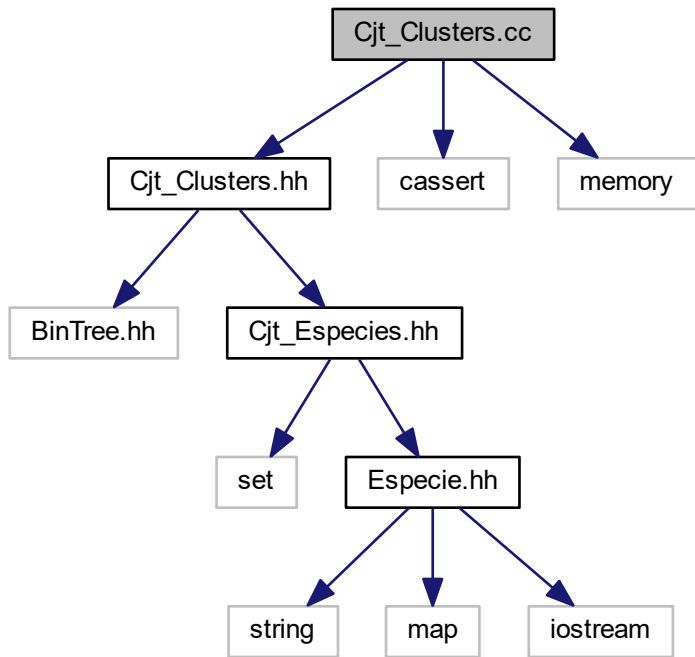 Cjt_Clusters.cc
Cjt_Clusters.hh
cassert
memory
BinTree.hh
Cjt_Especies.hh
set
Especie.hh
string
map
iostream